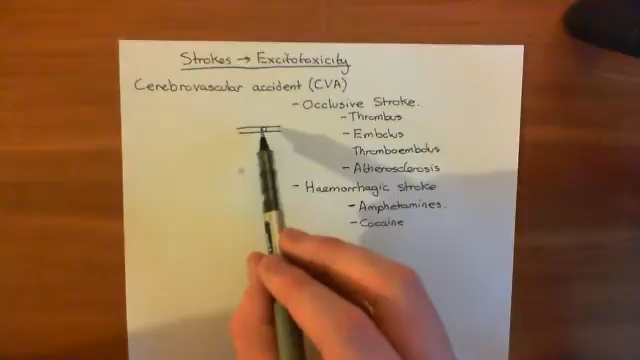 Strokes → Excitotoxicity
Cerebrovascular accident (CVA)
- Occlusive Stroke.
- Thrombus
- Embolus
Thromboembolus
- Atherosclerosis
- Haemorrhagic stroke
- Amphetamines.
- Cocaine